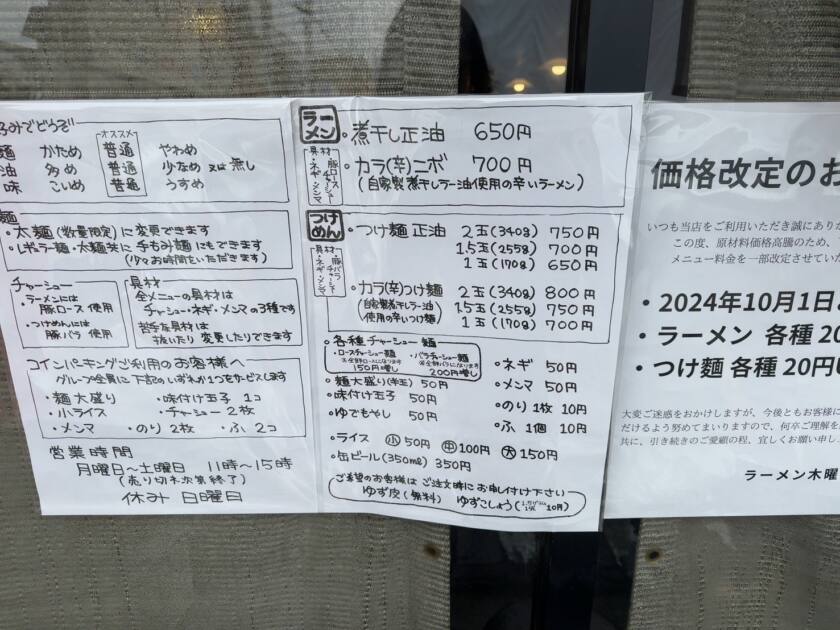 みでどうぞ
オススメ
麺 かため 普通 やわめ
油 多め 普通 少なめ 又は 無し
味 こいめ 普通 うすめ
麺
・太麺(数量限定)に変更できます
・レギラー麺・太麺共に 手もみ麺にもできます
(少々お時間をいただきます)
チャーシュー
・ラーメンには
豚ロース 使用
・つけめんには
豚バラ 使用
具材
全メニューの具材は
チャーシュー・ネギ・メンマの3種です
苦手な具材は
抜いたり 変更したりできます
コインパーキングご利用のお客様へ
グループ全員に下記のいずれか1つをサービスします
・麺大盛り ・味付け玉子 1コ
・小ライス ・チャーシュー 2枚
・メンマ ・のり 2枚 ・ふ 2コ
営業時間
月曜日〜土曜日 11時〜15時
(売り切れ次第終了)
休み 日曜日
ラーメン
具材
豚ロースチャーシュー
・ネギ・メンマ
・煮干し正油 650円
・カラ(辛)ニボ 700円
(自家製煮干しラー油使用の辛いラーメン)
つけめん
具材
豚バラチャーシュー
・ネギ・メンマ
・つけ麺 正油 2玉(340g) 750円
1.5玉(255g) 700円
1玉(170g) 650円
・カラ(辛)つけ麺 2玉(340g) 800円
(自家製煮干しラー油 1.5玉(255g) 750円
使用の辛いつけ麺) 1玉(170g) 700円
・各種チャーシュー麺
・ロースチャーシュー麺
150円増し
・バラチャーシュー麺
200円増し
・麺大盛り(半玉) 50円
・味付け玉子 50円
・ゆでもやし 50円
・ネギ 50円
・メンマ 50円
・のり 1枚 10円
・ふ 1個 10円
・ライス 小 50円 中 100円 大 150円
・缶ビール(350ml) 350円
ご希望のお客様は ご注文時にお申し付け下さい
ゆず皮(無料) ゆずこしょう( 10円)
価格改定のお
いつも当店をご利用いただき誠にありが
この度、原材料価格高騰のため、
メニュー料金を一部改定させていた
・2024年10月1日
・ラーメン 各種 20
・つけ麺 各種 20円
大変ご迷惑をおかけしますが、今後ともお客様に
だけるよう努めてまいりますので、何卒ご理解を
共に、引き続きのご愛顧の程、宜しくお願い申し
ラーメン木曜